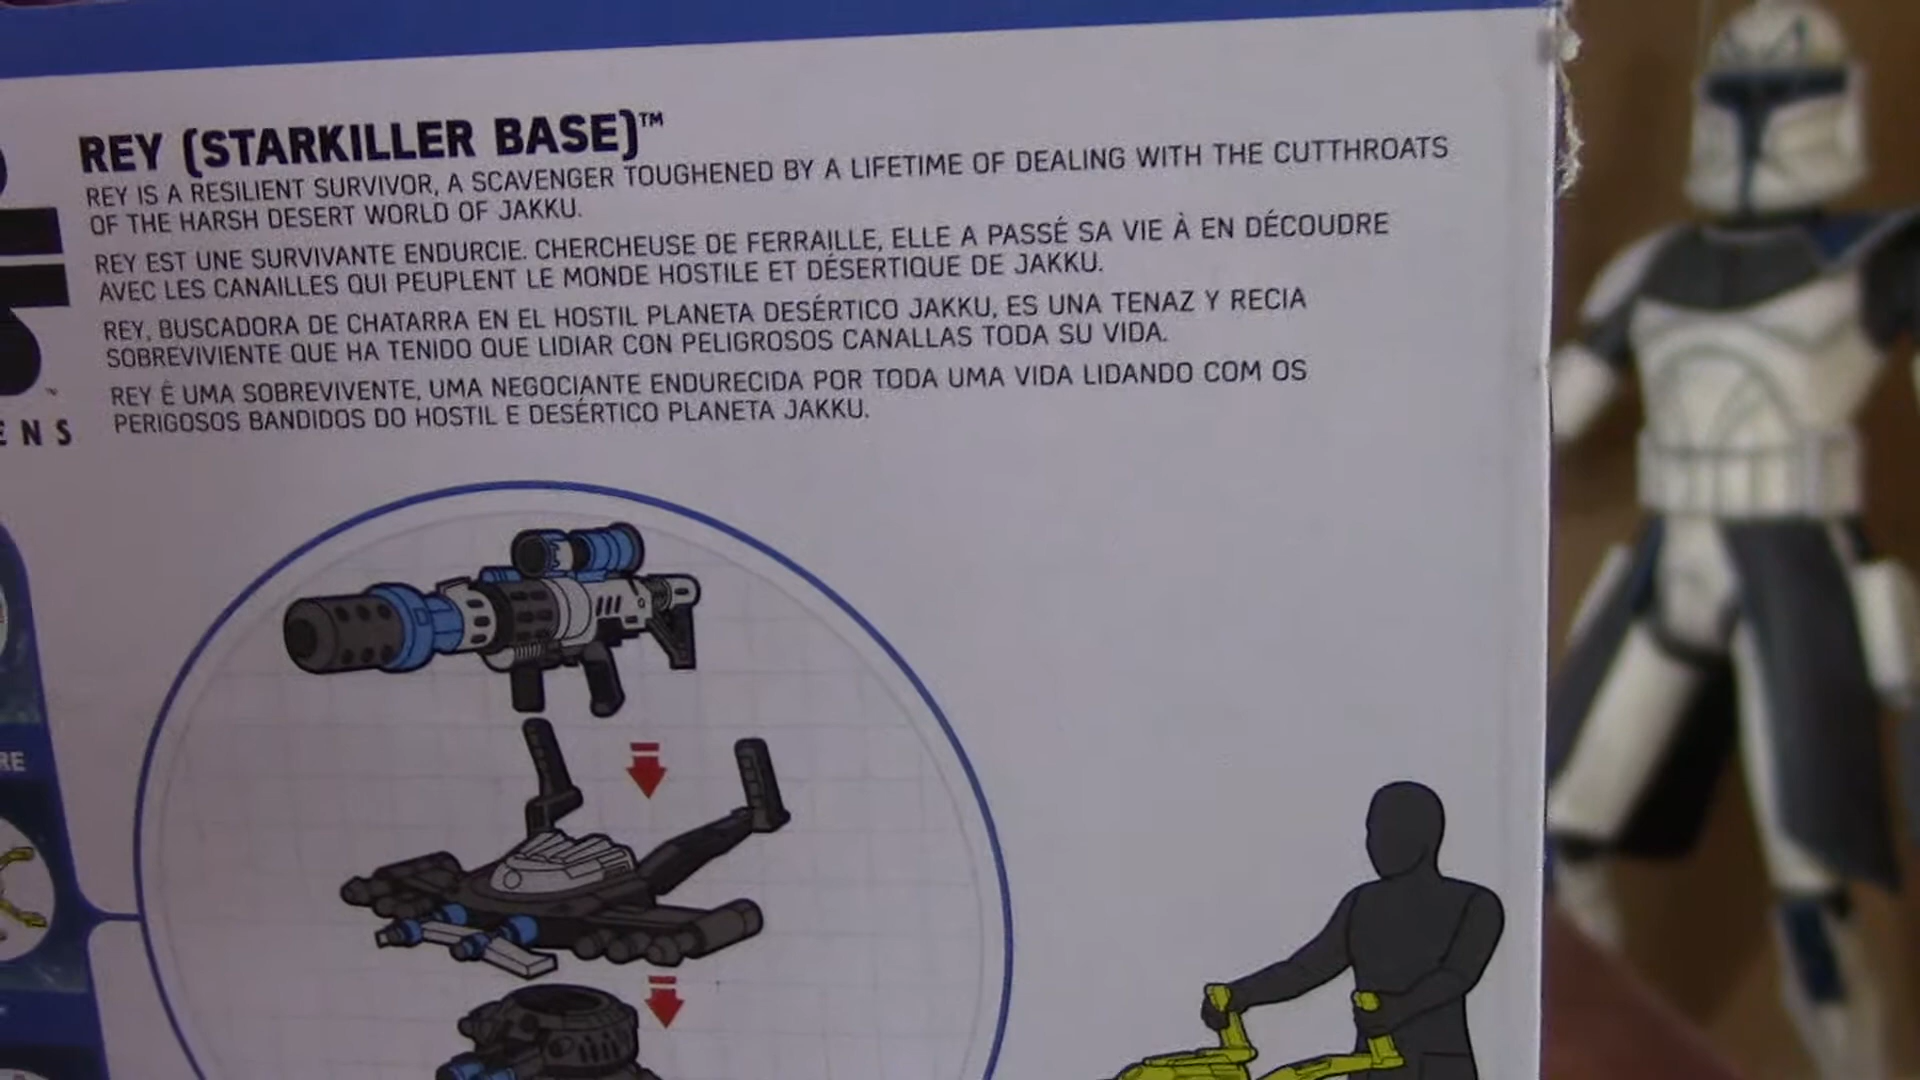 REY (STARKILLER BASE)™
REY IS A RESILIENT SURVIVOR, A SCAVENGER TOUGHENED BY A LIFETIME OF DEALING WITH THE CUTTHROATS
OF THE HARSH DESERT WORLD OF JAKKU.
REY EST UNE SURVIVANTE ENDURCIE. CHERCHEUSE DE FERRAILLE, ELLE A PASSÉ SA VIE À EN DÉCOUDRE
AVEC LES CANAILLES QUI PEUPLENT LE MONDE HOSTILE ET DÉSERTIQUE DE JAKKU.
REY, BUSCADORA DE CHATARRA EN EL HOSTIL PLANETA DESÉRTICO JAKKU, ES UNA TENAZ Y RECIA
SOBREVIVIENTE QUE HA TENIDO QUE LIDIAR CON PELIGROSOS CANALLAS TODA SU VIDA.
REY É UMA SOBREVIVENTE, UMA NEGOCIANTE ENDURECIDA POR TODA UMA VIDA LIDANDO COM OS
PERIGOSOS BANDIDOS DO HOSTIL E DESÉRTICO PLANETA JAKKU.
ENS
RE